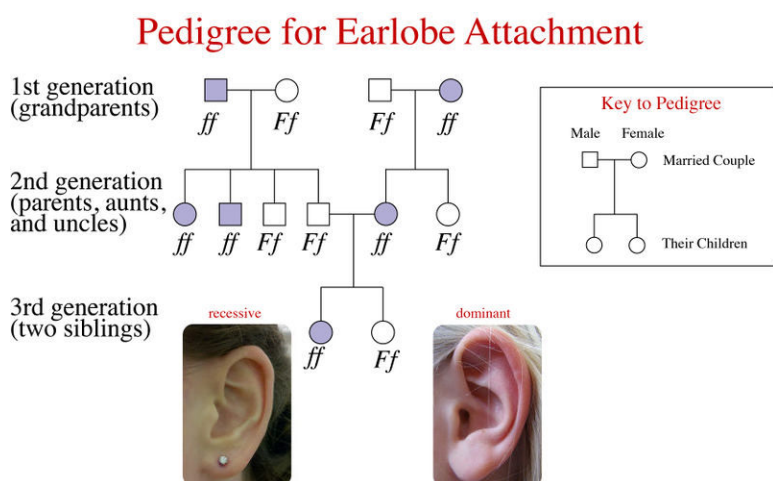 Pedigree for Earlobe Attachment
1st generation
(grandparents)
ff Ff Ff ff
2nd generation
(parents, aunts,
and uncles)
ff ff Ff Ff ff Ff
3rd generation
(two siblings)
ff Ff
recessive
dominant
Key to Pedigree
Male Female
Married Couple
Their Children